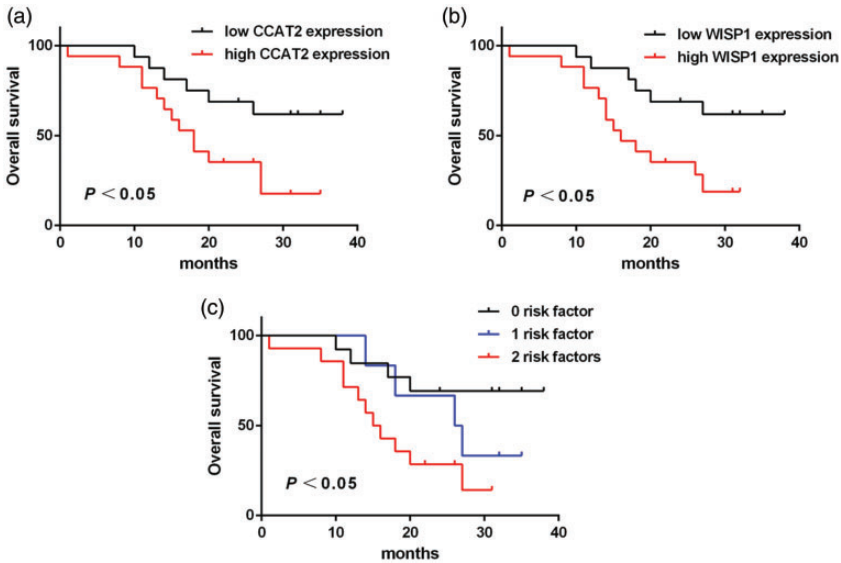 (a)
low CCAT2 expression
high CCAT2 expression
Overall survival
100
50
0
P < 0.05
0 10 20 30 40
months
(b)
low WISP1 expression
high WISP1 expression
Overall survival
100
50
0
P < 0.05
0 10 20 30 40
months
(c)
0 risk factor
1 risk factor
2 risk factors
Overall survival
100
50
0
P < 0.05
0 10 20 30 40
months